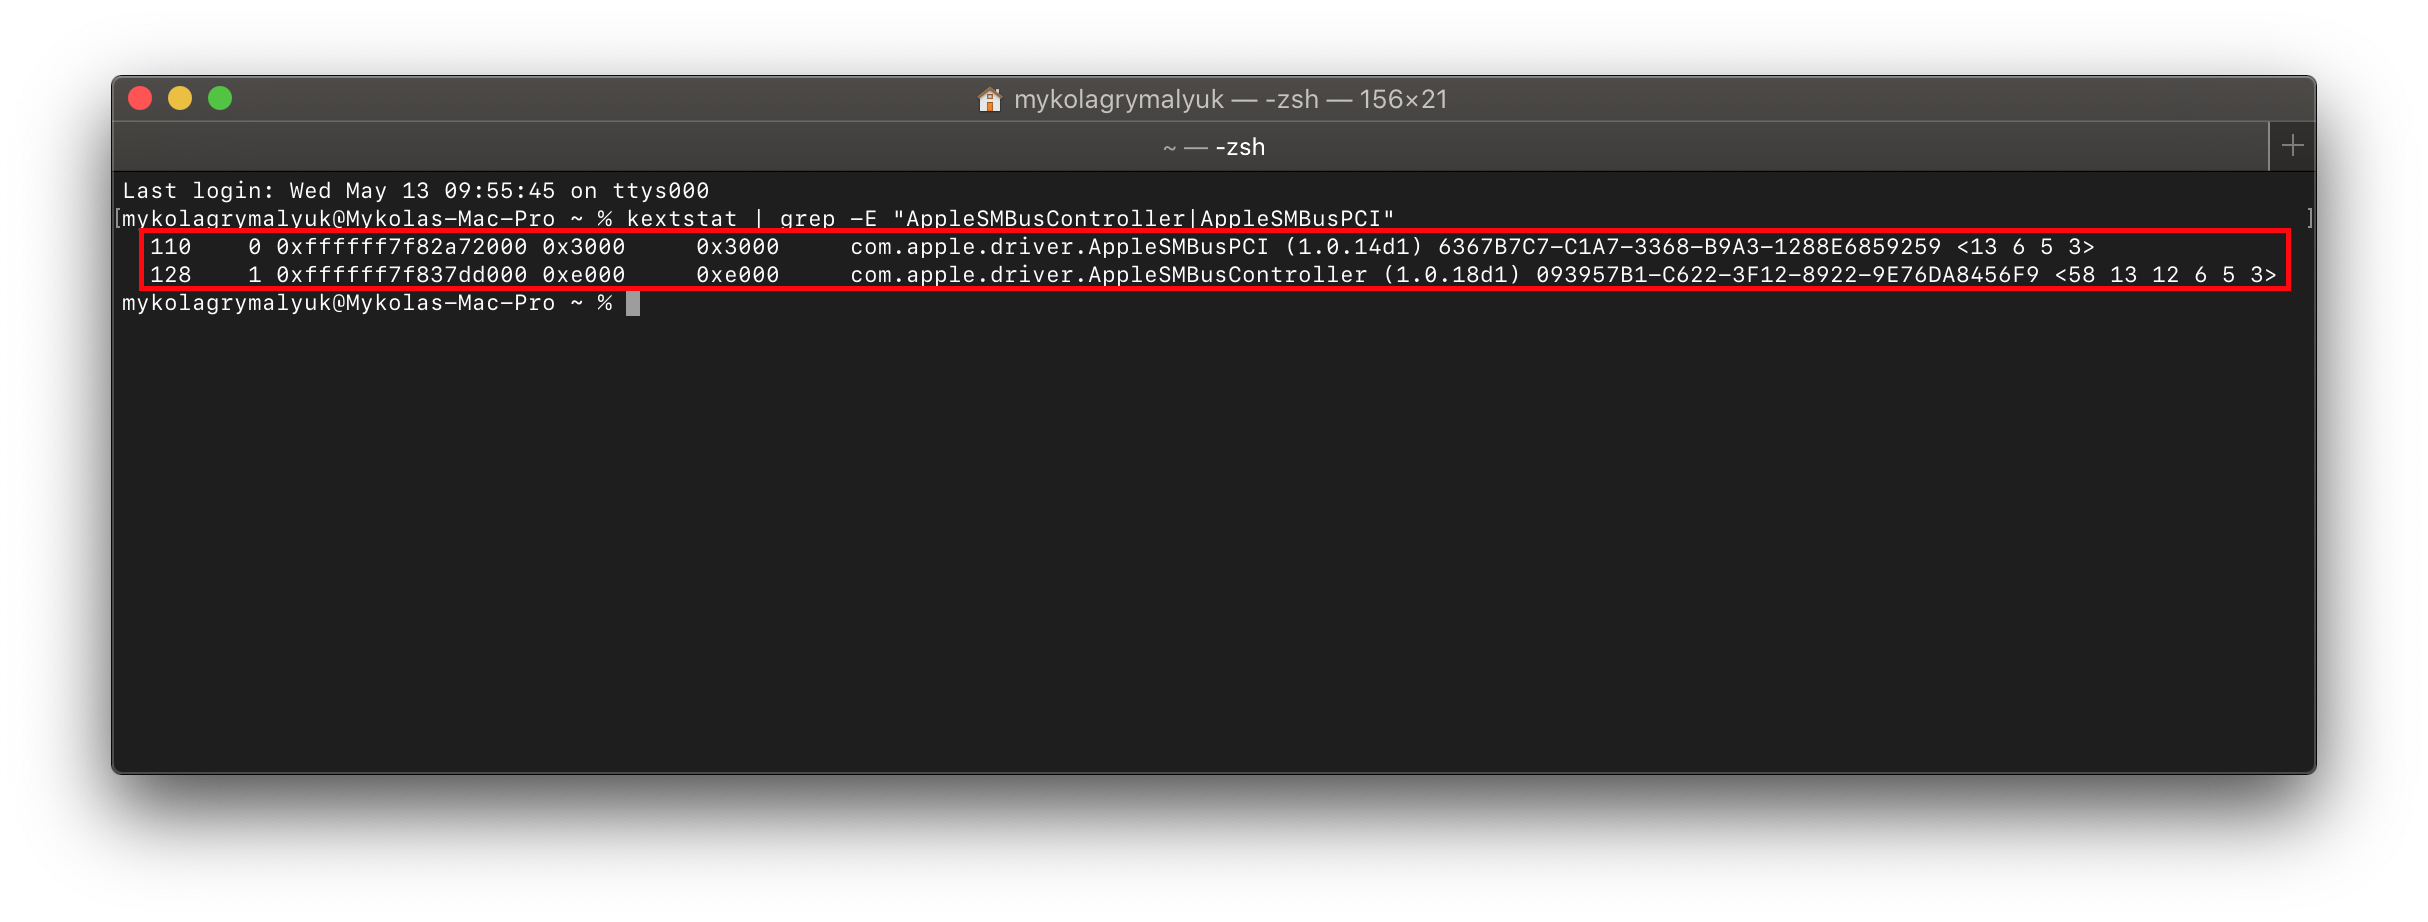 mykolagrymalyuk — -zsh — 156×21
~ — -zsh
Last login: Wed May 13 09:55:45 on ttys000
[mykolagrymalyuk@Mykolas-Mac-Pro ~ % kextstat | grep -E "AppleSMBusController|AppleSMBusPCI" ]
110    0 0xffffff7f82a72000 0x3000     0x3000     com.apple.driver.AppleSMBusPCI (1.0.14d1) 6367B7C7-C1A7-3368-B9A3-1288E6859259 <13 6 5 3>
128    1 0xffffff7f837dd000 0xe000     0xe000     com.apple.driver.AppleSMBusController (1.0.18d1) 093957B1-C622-3F12-8922-9E76DA8456F9 <58 13 12 6 5 3>
mykolagrymalyuk@Mykolas-Mac-Pro ~ %